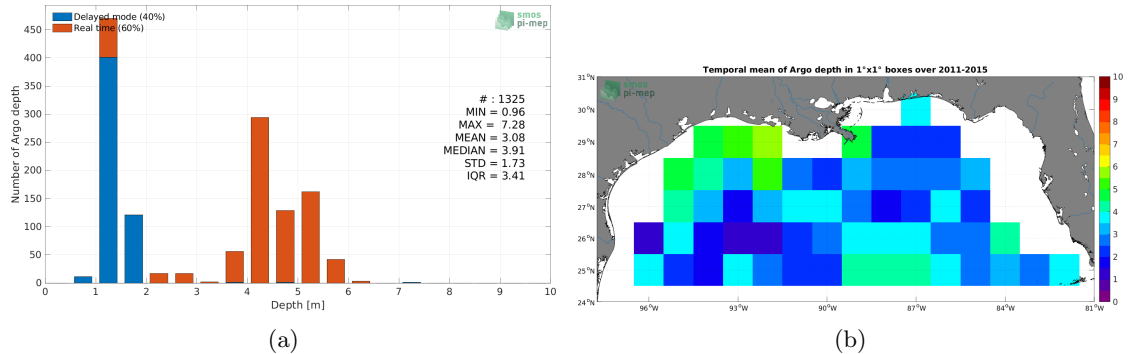 Delayed mode (40%)
Real time (60%)
smos
pi-mep
450
400
350
300
250
200
150
100
50
0
Number of Argo depth
# : 1325
MIN = 0.96
MAX = 7.28
MEAN = 3.08
MEDIAN = 3.91
STD = 1.73
IQR = 3.41
0 1 2 3 4 5 6 7 8 9 10
Depth [m]
(a)
Temporal mean of Argo depth in 1°x1° boxes over 2011-2015
smos
pi-mep
31°N
30°N
29°N
28°N
27°N
26°N
25°N
24°N
96°W 93°W 90°W 87°W 84°W 81°W
10
9
8
7
6
5
4
3
2
1
0
(b)